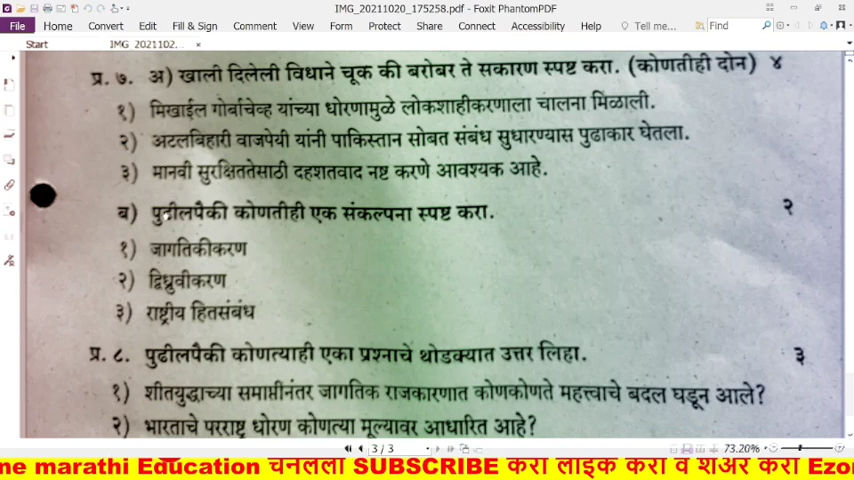 IMG_20211020_175258.pdf - Foxit PhantomPDF
File Home Convert Edit Fill & Sign Comment View Form Protect Share Connect Accessibility Help Tell me... Find
Start IMG_2021102...
प्र. ७. अ) खाली दिलेली विधाने चूक की बरोबर ते सकारण स्पष्ट करा. (कोणतीही दोन) ४
१) मिखाईल गोर्बाचेव्ह यांच्या धोरणामुळे लोकशाहीकरणाला चालना मिळाली.
२) अटलबिहारी वाजपेयी यांनी पाकिस्तान सोबत संबंध सुधारण्यास पुढाकार घेतला.
३) मानवी सुरक्षिततेसाठी दहशतवाद नष्ट करणे आवश्यक आहे.
ब) पुढीलपैकी कोणतीही एक संकल्पना स्पष्ट करा. २
१) जागतिकीकरण
२) द्विध्रुवीकरण
३) राष्ट्रीय हितसंबंध
प्र. ८. पुढीलपैकी कोणत्याही एका प्रश्नाचे थोडक्यात उत्तर लिहा. ३
१) शीतयुद्धाच्या समाप्तीनंतर जागतिक राजकारणात कोणकोणते महत्त्वाचे बदल घडून आले?
२) भारताचे परराष्ट्र धोरण कोणत्या मूल्यावर आधारित आहे?
3 / 3 73.20%
me marathi Education चॅनलला SUBSCRIBE करा लाइक करा व शेअर करा Ezo